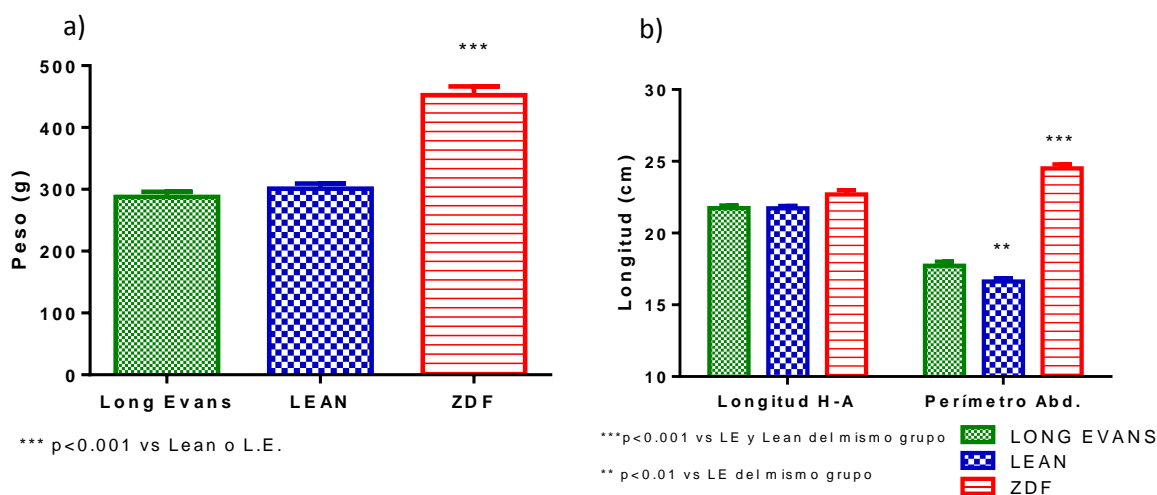 a)
***
500
400
300
200
100
0
Peso (g)
Long Evans LEAN ZDF
*** p<0.001 vs Lean o L.E.
b)
30
25
20
15
10
Longitud (cm)
***
**
Longitud H-A Perímetro Abd.
***p<0.001 vs LE y Lean del mismo grupo
** p<0.01 vs LE del mismo grupo
LONG EVANS
LEAN
ZDF